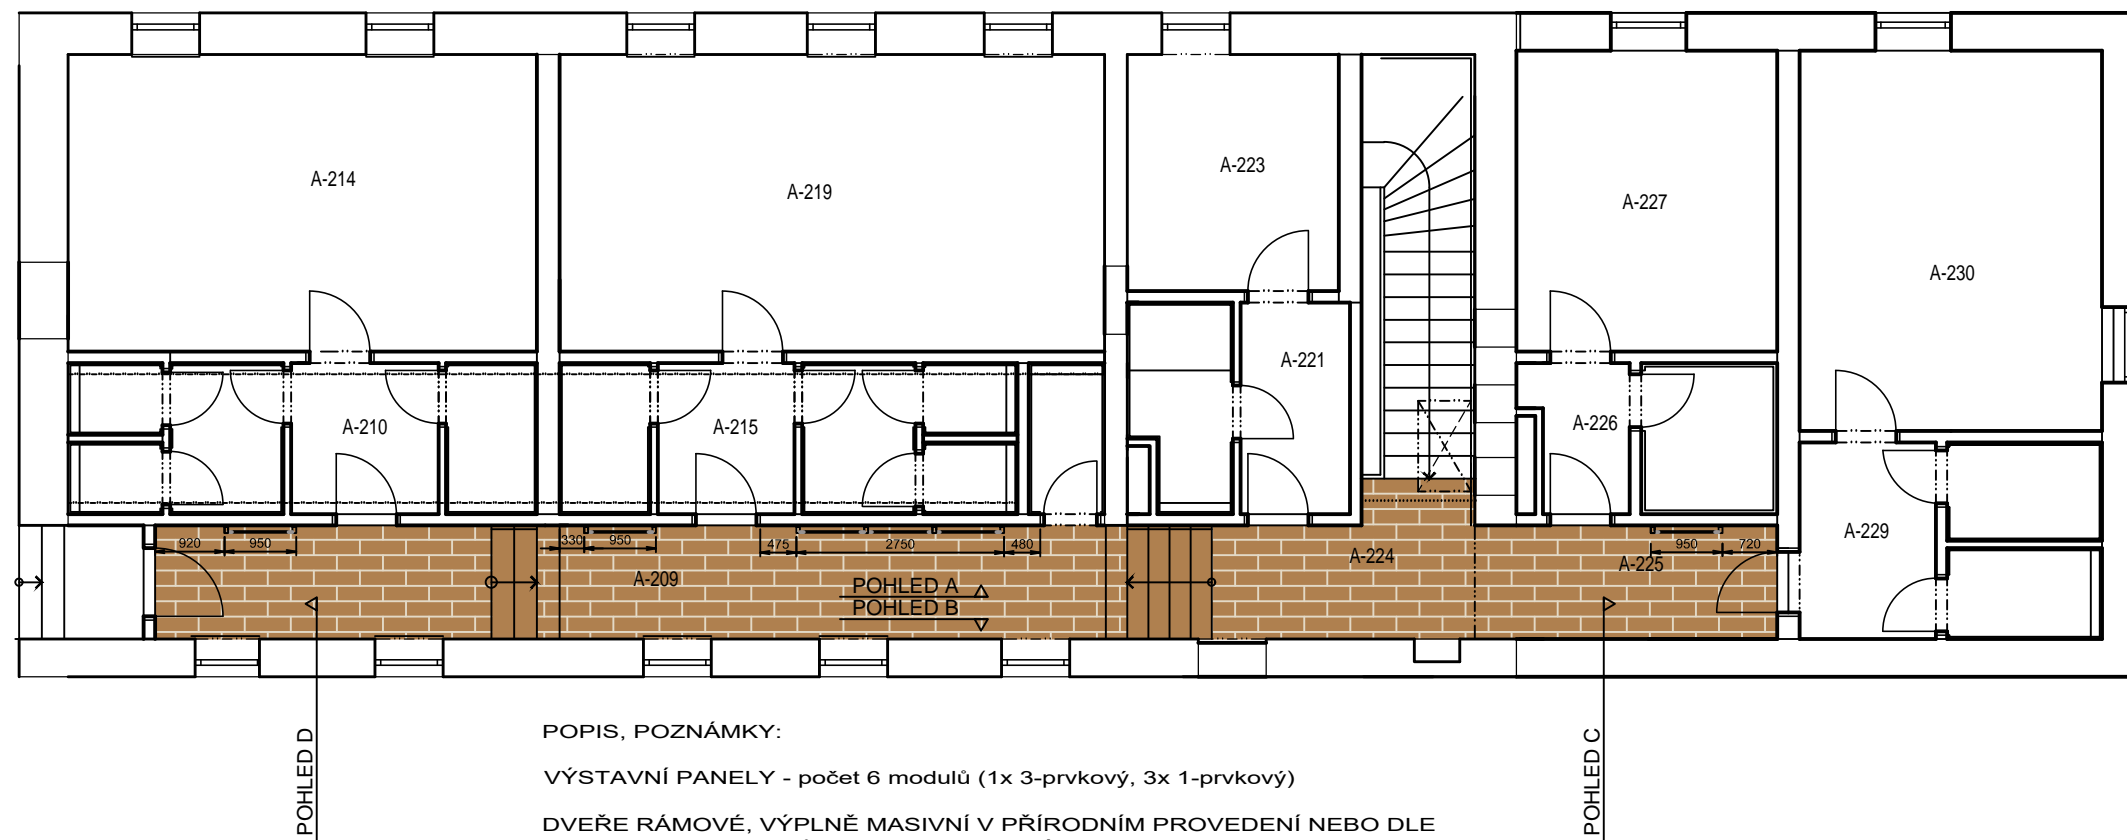 A-214
A-219
A-223
A-227
A-230
A-221
A-210
A-215
A-226
A-229
920
950
330
950
475
2750
480
950
720
A-209
A-224
A-225
POHLED A
POHLED B
POHLED D
POHLED C
POPIS, POZNÁMKY:
VÝSTAVNÍ PANELY - počet 6 modulů (1x 3-prvkový, 3x 1-prvkový)
DVEŘE RÁMOVÉ, VÝPLNĚ MASIVNÍ V PŘÍRODNÍM PROVEDENÍ NEBO DLE